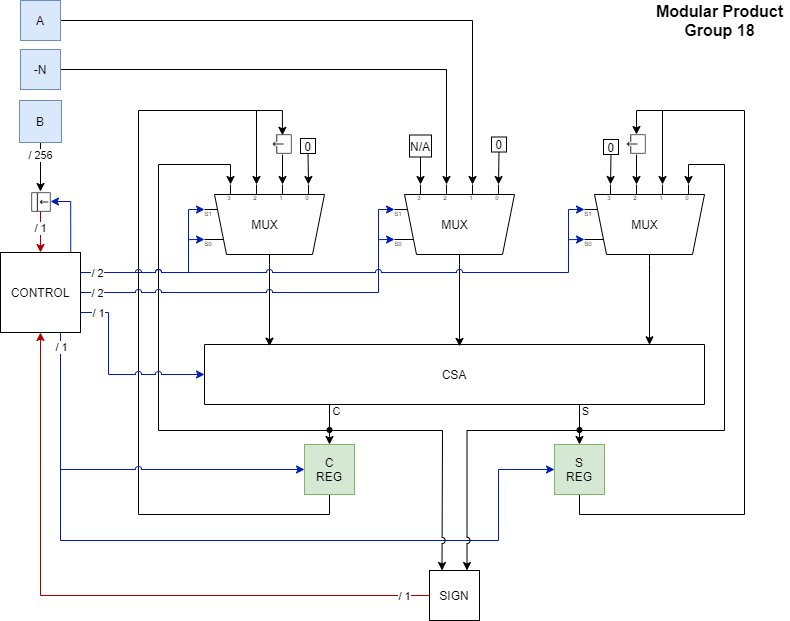 Modular Product
Group 18
A
-N
B
/ 256
/ 1
0
N/A
0
0
3 2 1 0
3 2 1 0
3 2 1 0
S1
MUX
S0
S1
MUX
S0
S1
MUX
S0
CONTROL
/ 2
/ 2
/ 1
/ 1
CSA
C
S
C
REG
S
REG
/ 1
SIGN